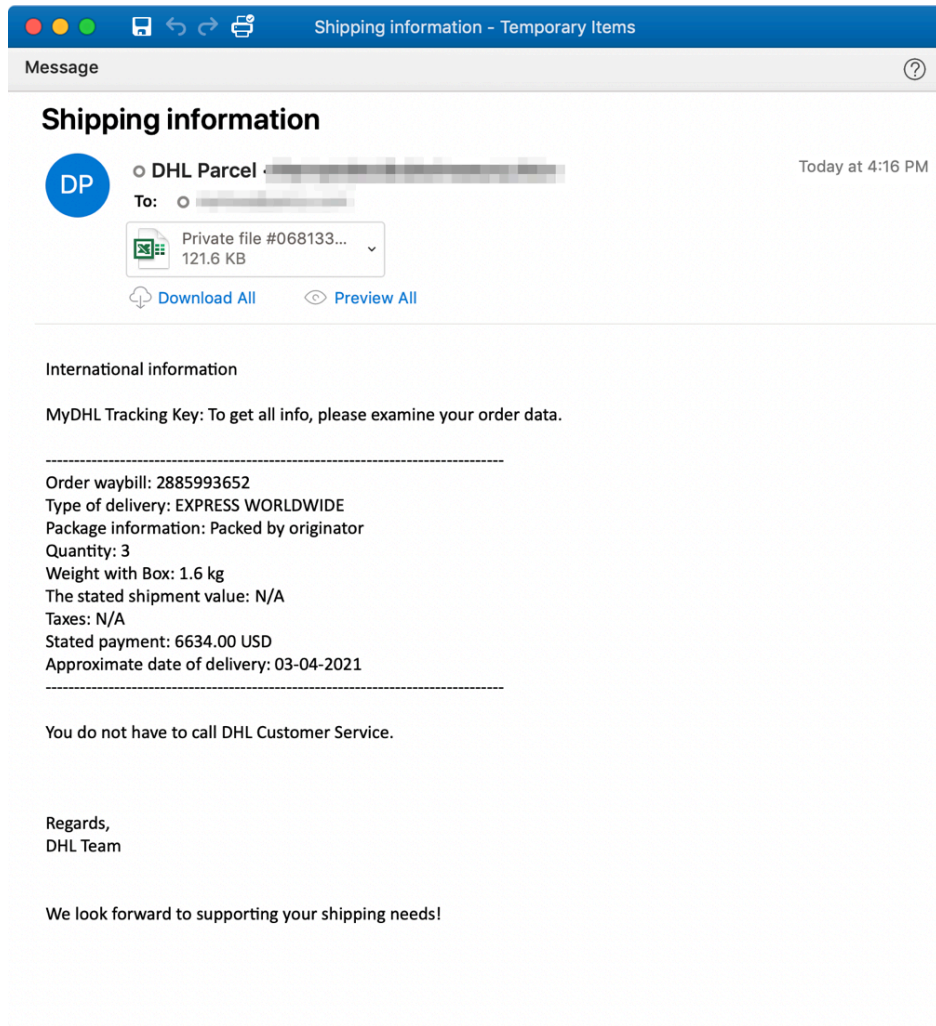 Shipping information - Temporary Items
Message
Shipping information
DP
DHL Parcel
Today at 4:16 PM
To:
Private file #068133...
121.6 KB
Download All
Preview All
International information
MyDHL Tracking Key: To get all info, please examine your order data.
--------------------------------------------------------------------------------
Order waybill: 2885993652
Type of delivery: EXPRESS WORLDWIDE
Package information: Packed by originator
Quantity: 3
Weight with Box: 1.6 kg
The stated shipment value: N/A
Taxes: N/A
Stated payment: 6634.00 USD
Approximate date of delivery: 03-04-2021
--------------------------------------------------------------------------------
You do not have to call DHL Customer Service.
Regards,
DHL Team
We look forward to supporting your shipping needs!